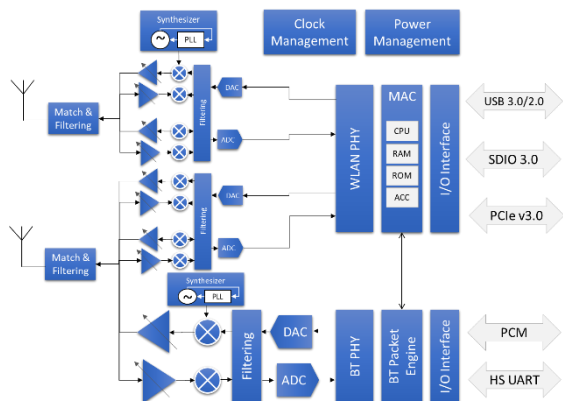 Synthesizer
PLL
Clock
Management
Power
Management
Match &
Filtering
Filtering
DAC
ADC
WLAN PHY
MAC
CPU
RAM
ROM
ACC
I/O Interface
USB 3.0/2.0
SDIO 3.0
PCIe v3.0
Match &
Filtering
Filtering
DAC
ADC
Synthesizer
PLL
Filtering
DAC
ADC
BT PHY
BT Packet
Engine
I/O Interface
PCM
HS UART